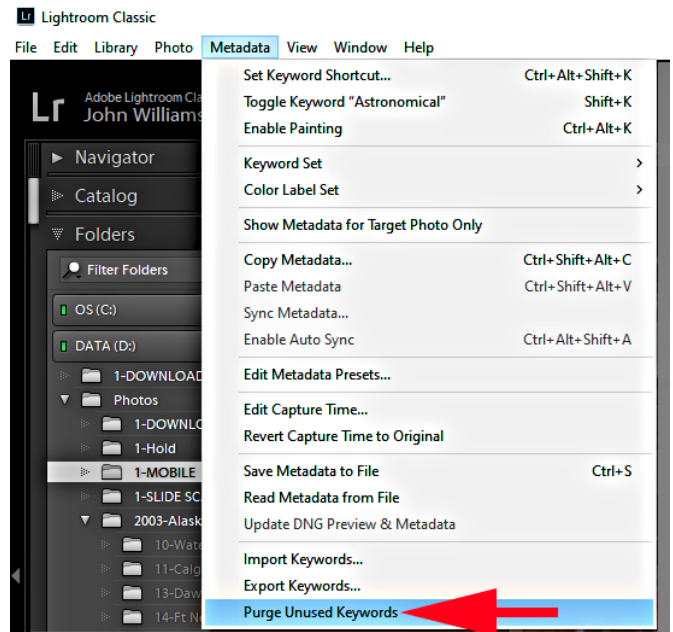 Lr Lightroom Classic
File Edit Library Photo Metadata View Window Help
Lr Adobe Lightroom Cla
John Williams
Navigator
Catalog
Folders
Filter Folders
OS (C:)
DATA (D:)
1-DOWNLOAD
Photos
1-DOWNLO
1-Hold
1-MOBILE
1-SLIDE SC
2003-Alask
10-Wate
11-Calg
13-Daw
14-Ft N
Set Keyword Shortcut... Ctrl+Alt+Shift+K
Toggle Keyword “Astronomical” Shift+K
Enable Painting Ctrl+Alt+K
Keyword Set
Color Label Set
Show Metadata for Target Photo Only
Copy Metadata... Ctrl+Shift+Alt+C
Paste Metadata Ctrl+Shift+Alt+V
Sync Metadata...
Enable Auto Sync Ctrl+Alt+Shift+A
Edit Metadata Presets...
Edit Capture Time...
Revert Capture Time to Original
Save Metadata to File Ctrl+S
Read Metadata from File
Update DNG Preview & Metadata
Import Keywords...
Export Keywords...
Purge Unused Keywords